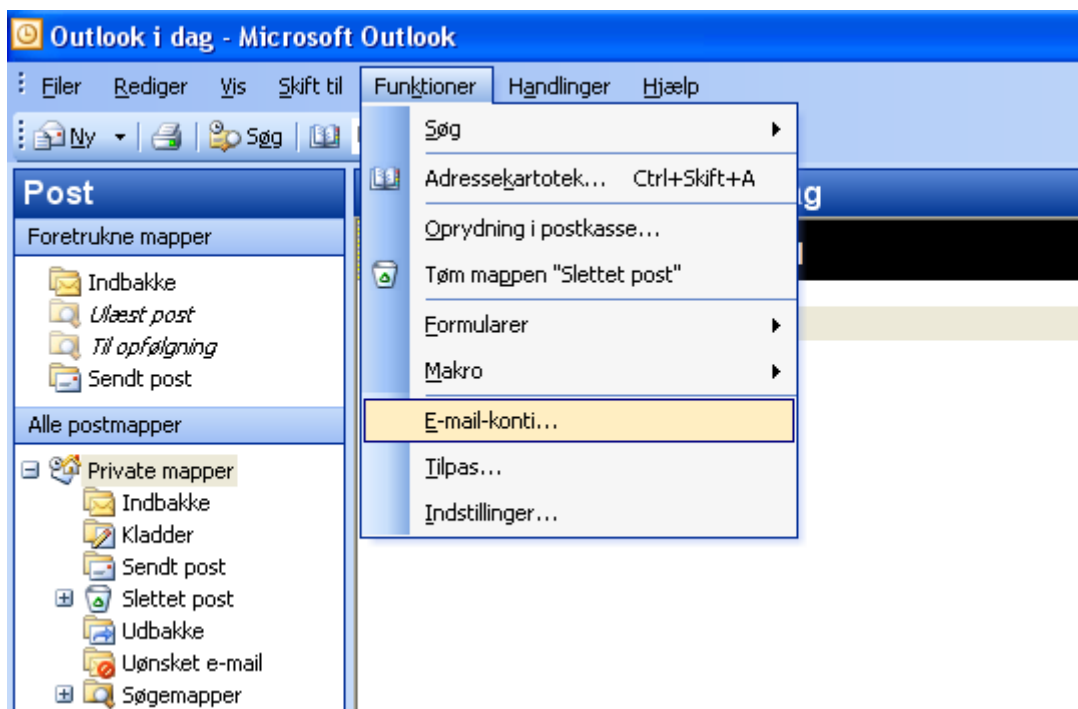 Outlook i dag - Microsoft Outlook
Filer Rediger Vis Skift til Funktioner Handlinger Hjælp
Ny Søg
Søg
Adressekartotek... Ctrl+Skift+A
Oprydning i postkasse...
Tøm mappen "Slettet post"
Formularer
Makro
E-mail-konti...
Tilpas...
Indstillinger...
Post
Foretrukne mapper
Indbakke
Ulæst post
Til opfølgning
Sendt post
Alle postmapper
Private mapper
Indbakke
Kladder
Sendt post
Slettet post
Udbakke
Uønsket e-mail
Søgemapper